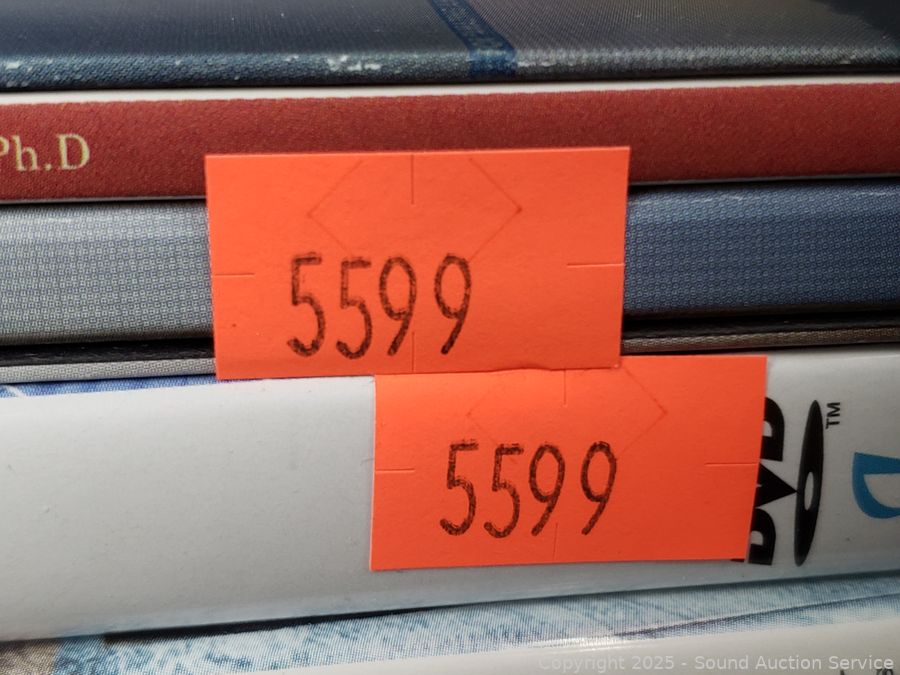 Ph.D
5599
5599
DVD
TM
D
Copyright 2025 - Sound Auction Service